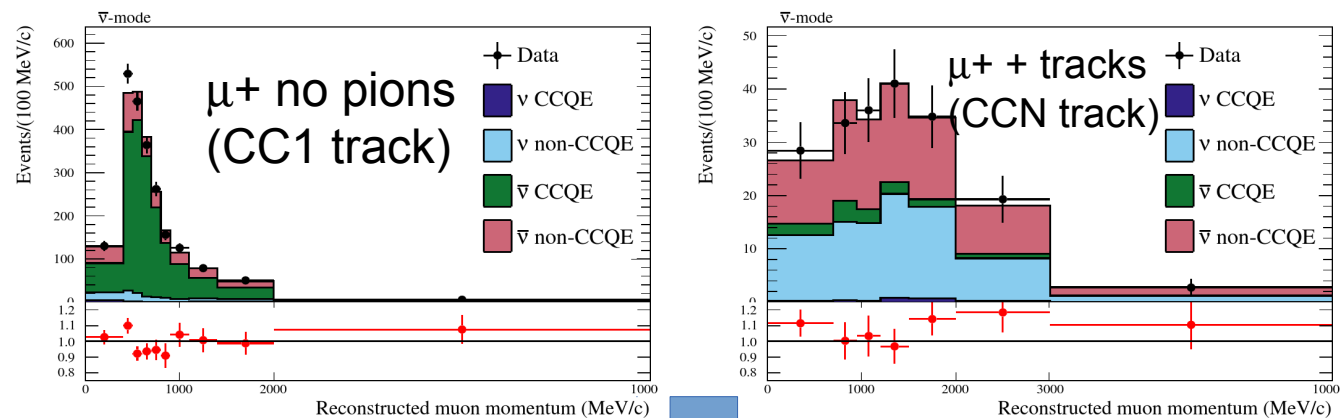 ν̅-mode
Events/(100 MeV/c)
600
500
400
300
200
100
0
μ+ no pions
(CC1 track)
Data
ν CCQE
ν non-CCQE
ν̅ CCQE
ν̅ non-CCQE
1.2
1.1
1.0
0.9
0.8
0 1000 2000 1000
Reconstructed muon momentum (MeV/c)
ν̅-mode
Events/(100 MeV/c)
50
40
30
20
10
0
μ+ + tracks
(CCN track)
Data
ν CCQE
ν non-CCQE
ν̅ CCQE
ν̅ non-CCQE
1.2
1.1
1.0
0.9
0.8
0 1000 2000 3000 1000
Reconstructed muon momentum (MeV/c)